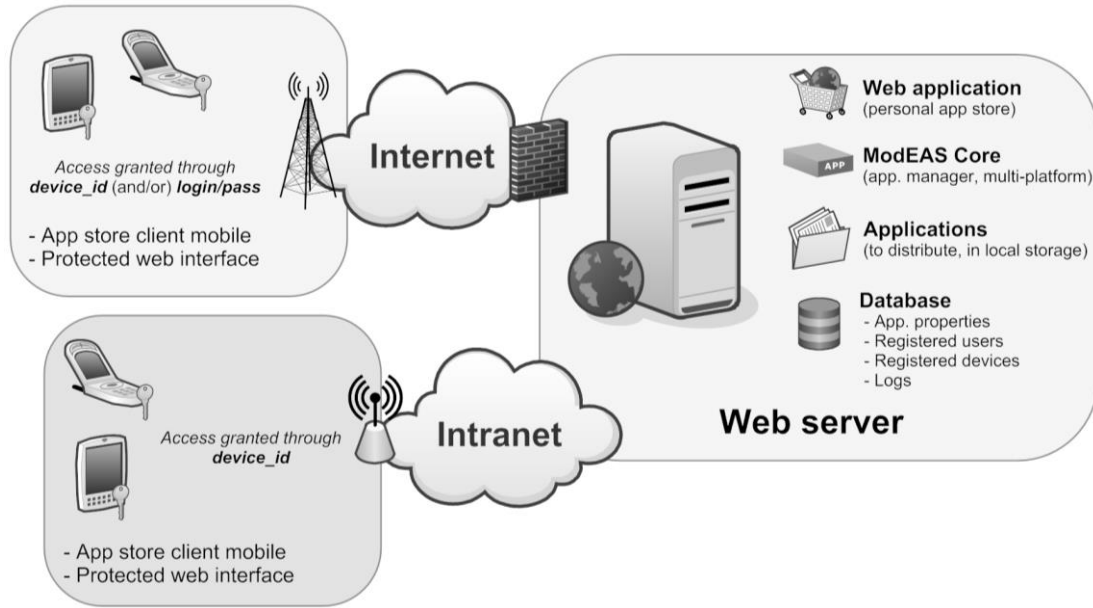 Access granted through
device_id (and/or) login/pass
- App store client mobile
- Protected web interface
Internet
Web application
(personal app store)
APP
ModEAS Core
(app. manager, multi-platform)
Applications
(to distribute, in local storage)
Database
- App. properties
- Registered users
- Registered devices
- Logs
Web server
Access granted through
device_id
- App store client mobile
- Protected web interface
Intranet